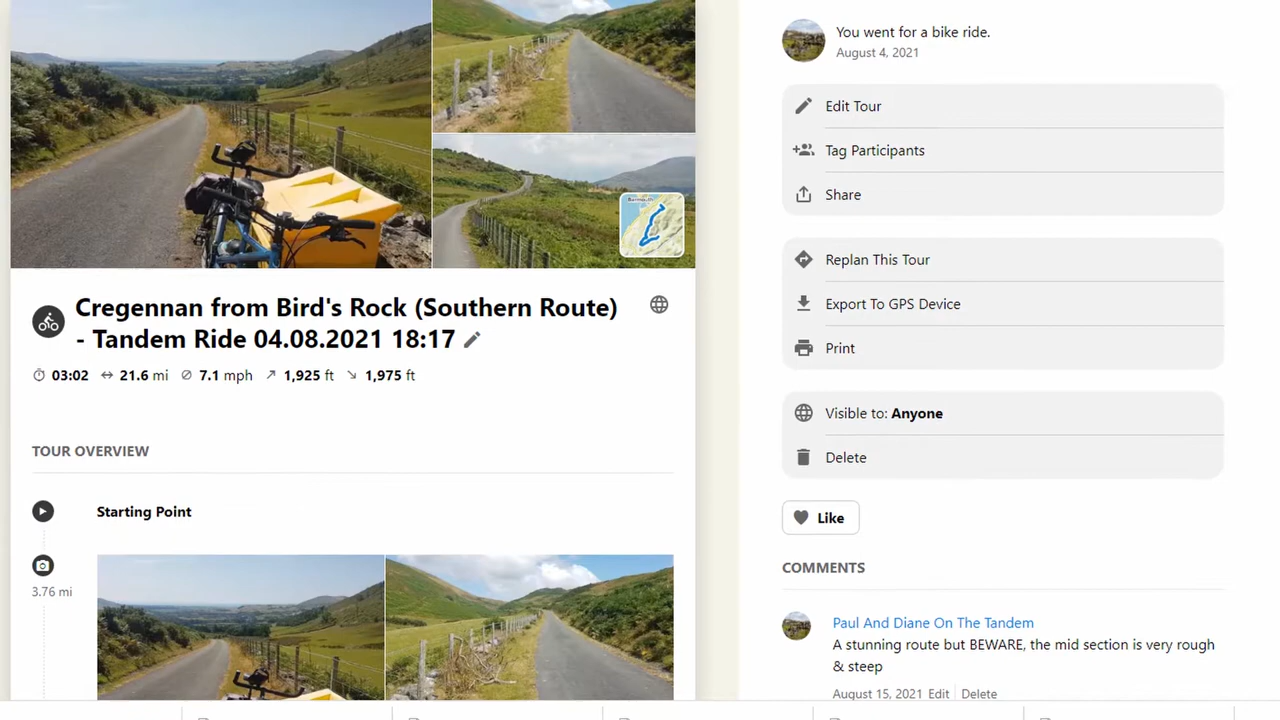 Barmouth
Cregennan from Bird's Rock (Southern Route)
- Tandem Ride 04.08.2021 18:17
03:02 21.6 mi 7.1 mph 1,925 ft 1,975 ft
TOUR OVERVIEW
Starting Point
3.76 mi
You went for a bike ride.
August 4, 2021
Edit Tour
Tag Participants
Share
Replan This Tour
Export To GPS Device
Print
Visible to: Anyone
Delete
Like
COMMENTS
Paul And Diane On The Tandem
A stunning route but BEWARE, the mid section is very rough
& steep
August 15, 2021 Edit Delete